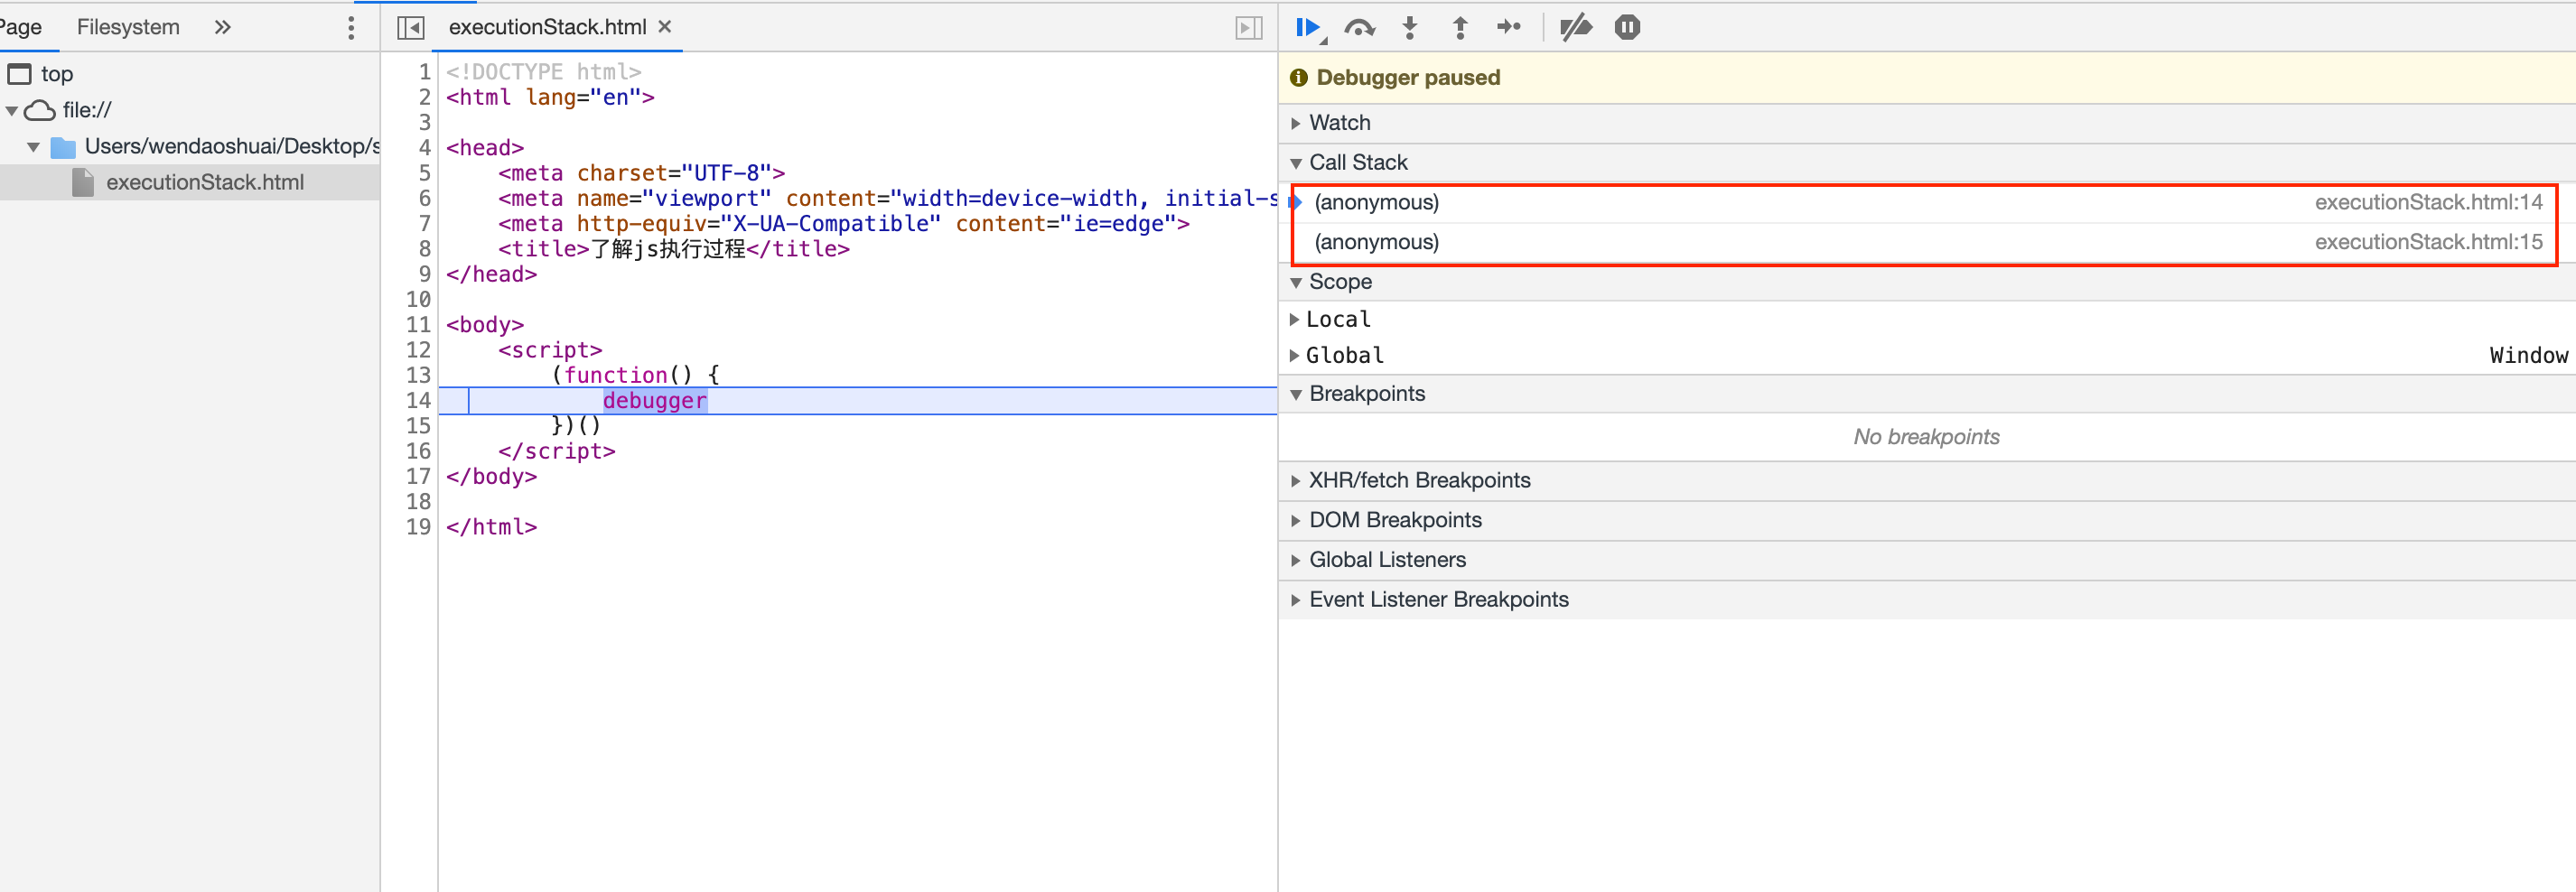 Page Filesystem »
top
file://
Users/wendaoshuai/Desktop/s
executionStack.html
executionStack.html ×
1 <!DOCTYPE html>
2 <html lang="en">
3
4 <head>
5     <meta charset="UTF-8">
6     <meta name="viewport" content="width=device-width, initial-s
7     <meta http-equiv="X-UA-Compatible" content="ie=edge">
8     <title>了解js执行过程</title>
9 </head>
10
11 <body>
12     <script>
13         (function() {
14             debugger
15         })()
16     </script>
17 </body>
18
19 </html>
Debugger paused
Watch
Call Stack
(anonymous) executionStack.html:14
(anonymous) executionStack.html:15
Scope
Local
Global Window
Breakpoints
No breakpoints
XHR/fetch Breakpoints
DOM Breakpoints
Global Listeners
Event Listener Breakpoints